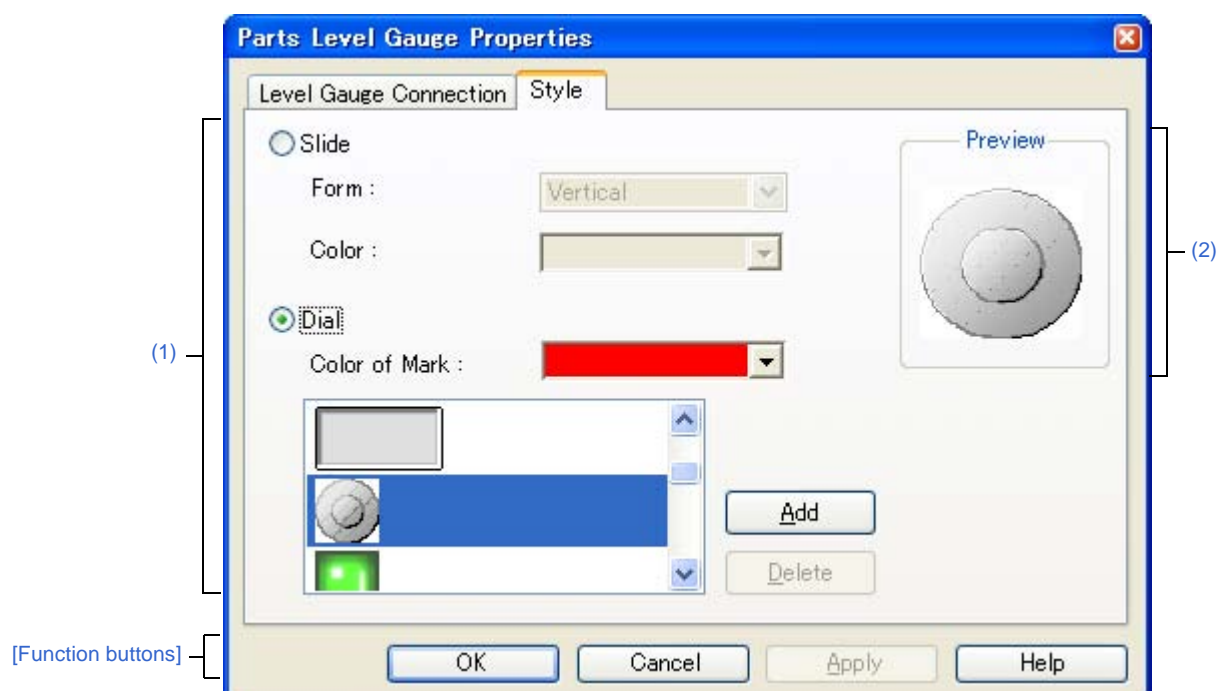 Parts Level Gauge Properties
Level Gauge Connection
Style
Slide
Form :
Vertical
Color :
Dial
Color of Mark :
Add
Delete
Preview
(1)
(2)
[Function buttons]
OK
Cancel
Apply
Help